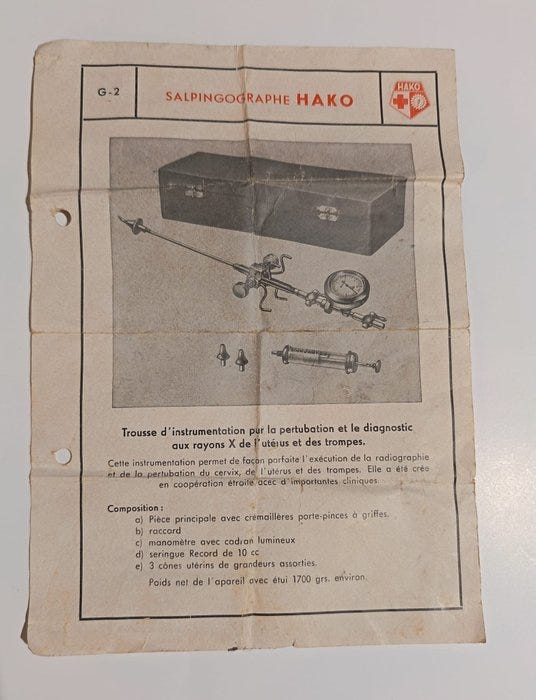 G-2
SALPINGOGRAPHE HAKO
HAKO
Trousse d'instrumentation pur la pertubation et le diagnostic
aux rayons X de l'utérus et des trompes.
Cette instrumentation permet de façon parfaite l'exécution de la radiographie
et de la pertubation du cervix, de l'utérus et des trompes. Elle a été créé
en coopération étroite acec d'importantes cliniques.
Composition :
a) Pièce principale avec crémaillères porte-pinces à griffes.
b) raccord
c) manomètre avec cadran lumineux
d) seringue Record de 10 cc
e) 3 cônes utérins de grandeurs assorties.
Poids net de l'apareil avec étui 1700 grs. environ.